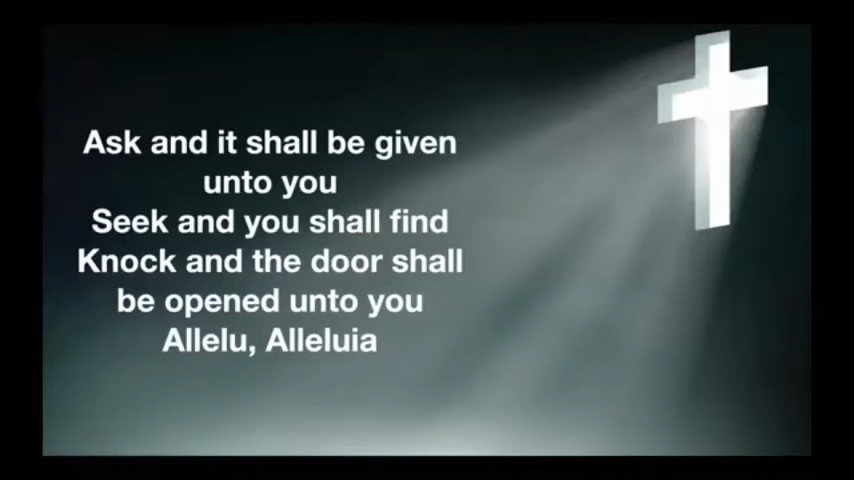 Ask and it shall be given
unto you
Seek and you shall find
Knock and the door shall
be opened unto you
Allelu, Alleluia